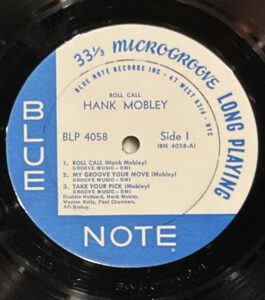 33⅓ MICROGROOVE LONG PLAYING
BLUE NOTE RECORDS INC · 47 WEST 63rd · NYC
ROLL CALL
HANK MOBLEY
BLP 4058
Side 1
(BN 4058-A)
1. ROLL CALL (Hank Mobley)
GROOVE MUSIC - BMI
2. MY GROOVE YOUR MOVE (Mobley)
GROOVE MUSIC - BMI
3. TAKE YOUR PICK (Mobley)
GROOVE MUSIC - BMI
Freddie Hubbard, Hank Mobley,
Wynton Kelly, Paul Chambers,
Art Blakey.
BLUE
NOTE